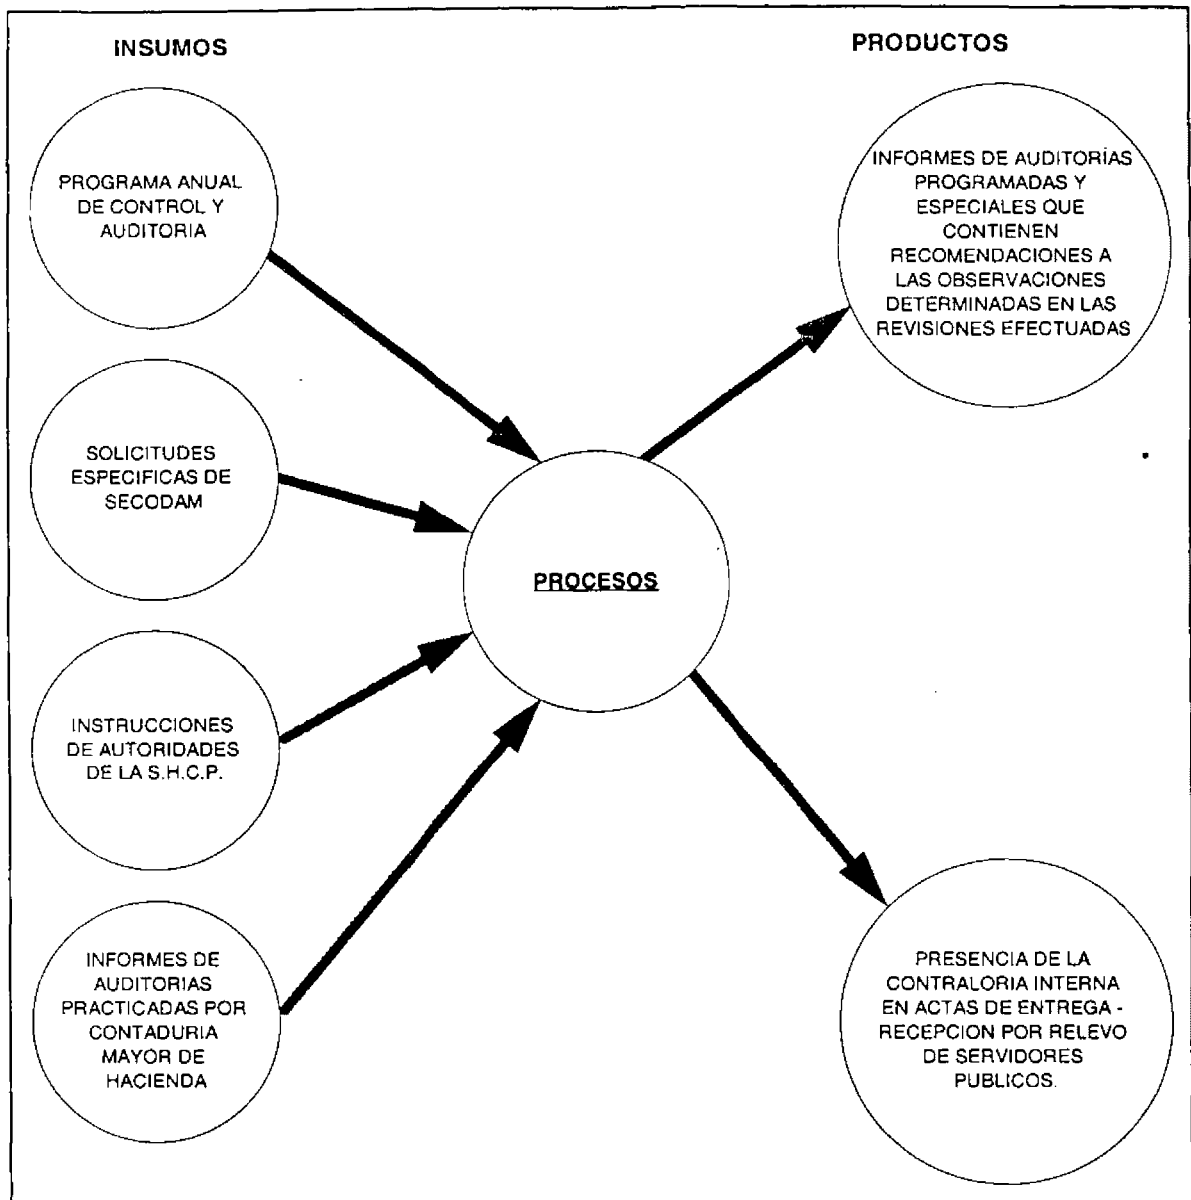 INSUMOS
PROGRAMA ANUAL
DE CONTROL Y
AUDITORIA
SOLICITUDES
ESPECIFICAS DE
SECODAM
INSTRUCCIONES
DE AUTORIDADES
DE LA S.H.C.P.
INFORMES DE
AUDITORIAS
PRACTICADAS POR
CONTADURIA
MAYOR DE
HACIENDA
PROCESOS
PRODUCTOS
INFORMES DE AUDITORÍAS
PROGRAMADAS Y
ESPECIALES QUE
CONTIENEN
RECOMENDACIONES A
LAS OBSERVACIONES
DETERMINADAS EN LAS
REVISIONES EFECTUADAS
PRESENCIA DE LA
CONTRALORIA INTERNA
EN ACTAS DE ENTREGA -
RECEPCION POR RELEVO
DE SERVIDORES
PUBLICOS.